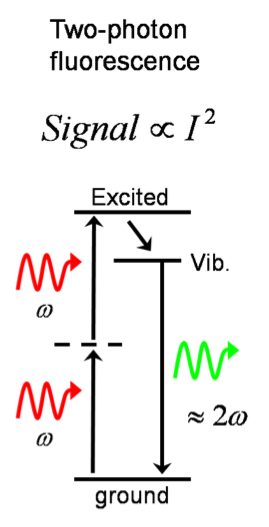 Two-photon
fluorescence
Signal ∝ I²
Excited
Vib.
ω
≈ 2ω
ω
ground